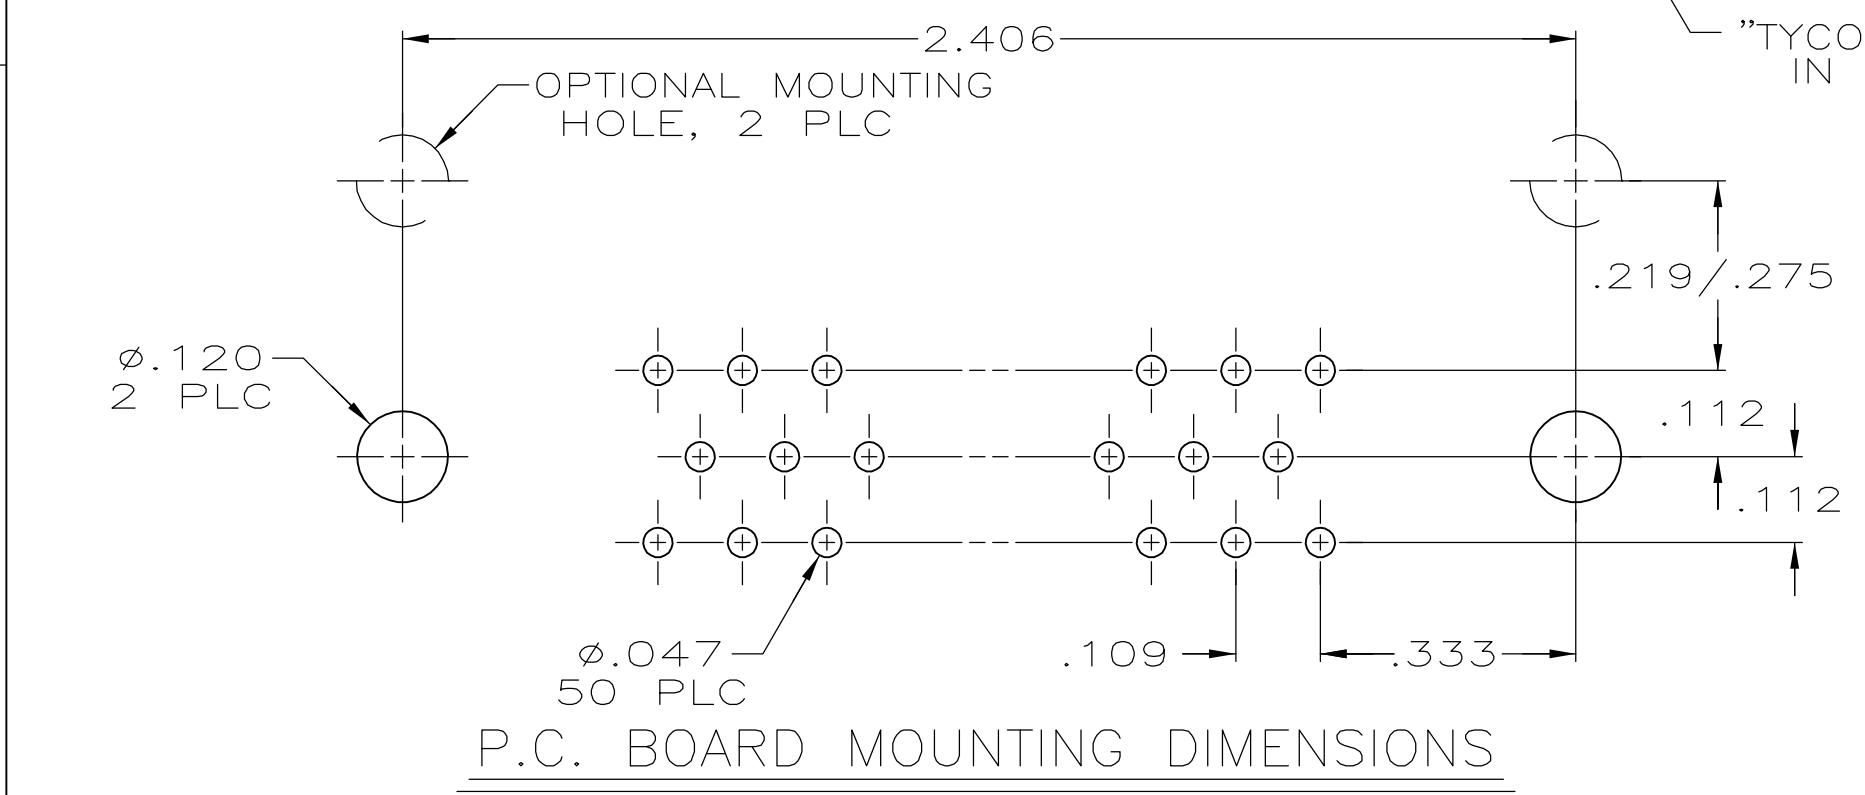 2.406
"TYCO
IN
OPTIONAL MOUNTING
HOLE, 2 PLC
.219/.275
ø.120
2 PLC
.112
.112
ø.047
50 PLC
.109
.333
P.C. BOARD MOUNTING DIMENSIONS